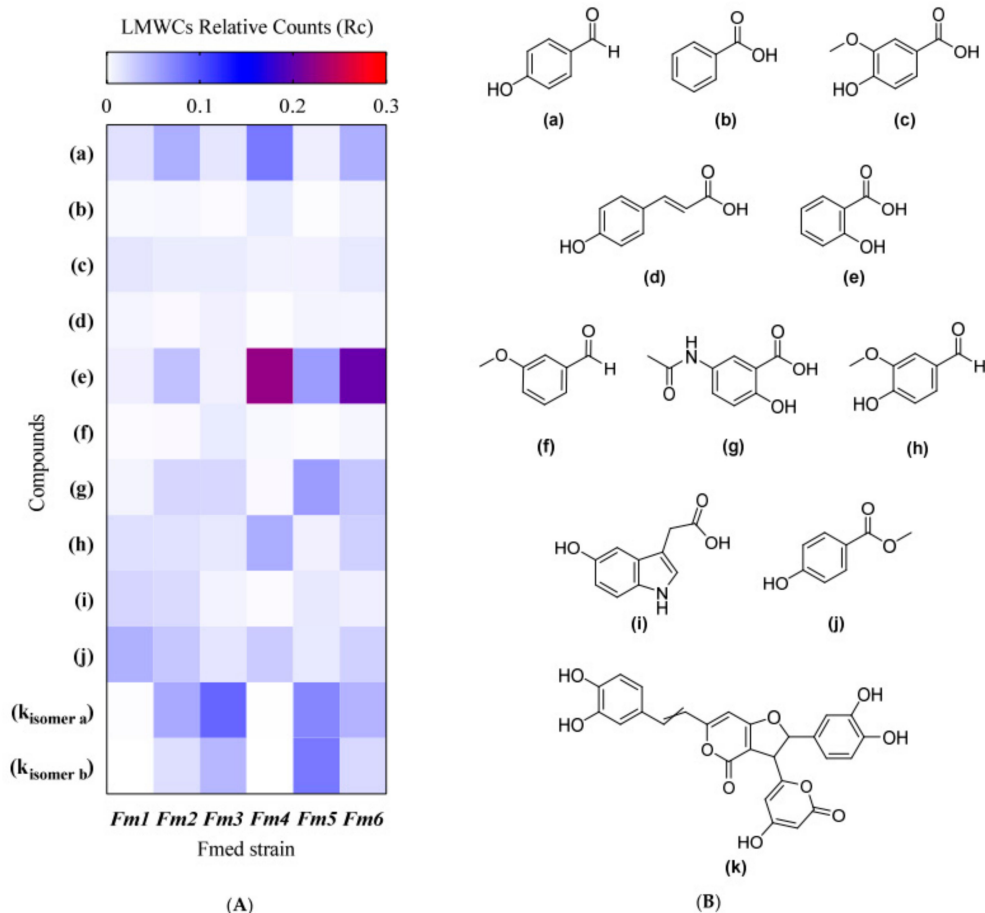 LMWCs Relative Counts (Rc)
0 0.1 0.2 0.3
Compounds
(a)
(b)
(c)
(d)
(e)
(f)
(g)
(h)
(i)
(j)
(k isomer a)
(k isomer b)
Fm1 Fm2 Fm3 Fm4 Fm5 Fm6
Fmed strain
(A)
O
H
HO
(a)
O
OH
(b)
O
O
OH
HO
(c)
O
OH
HO
(d)
O
OH
OH
(e)
O
O
H
(f)
H
N
O
O
OH
OH
(g)
O
O
H
HO
(h)
O
HO
OH
N
H
(i)
O
O
HO
(j)
HO
HO
O
OH
OH
O
O
O
O
HO
(k)
(B)